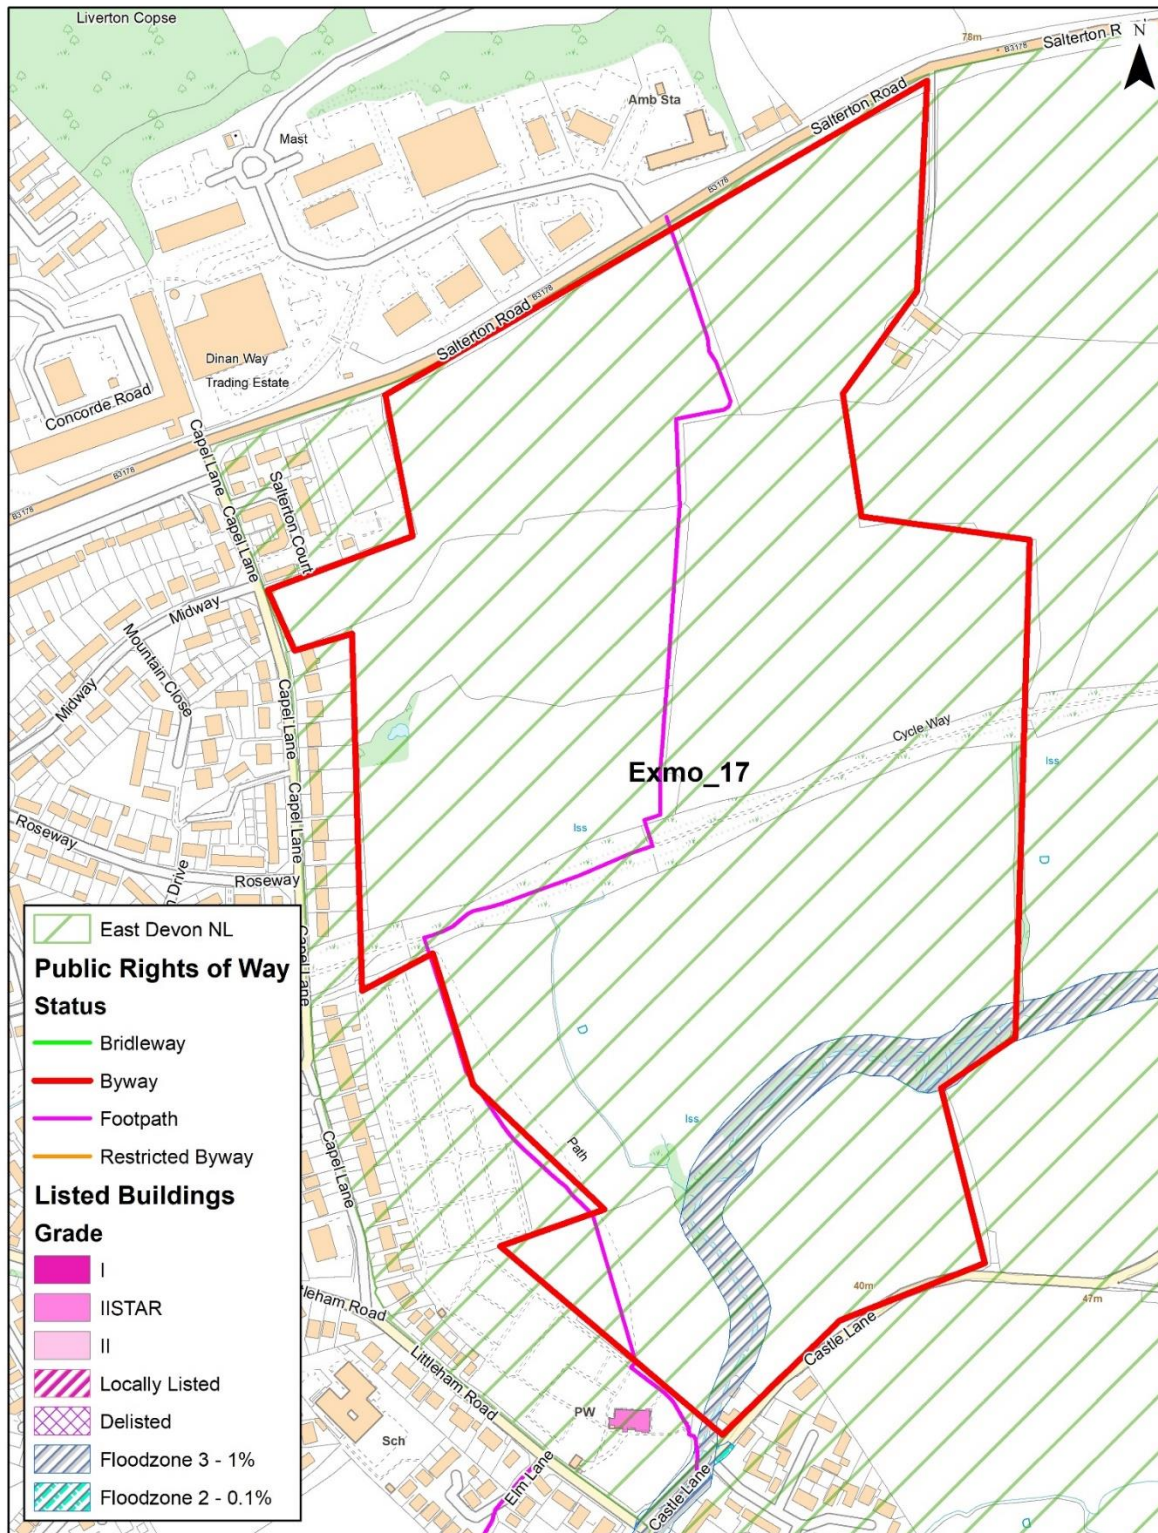 Liverton Copse
78m
B3178
Salterton R
N
Amb Sta
Salterton Road
Mast
B3178
B3178
Salterton Road
Dinan Way
Trading Estate
Concorde Road
Capel Lane
B3178
B3178
Capel Lane
Salterton Court
Midway
Mountain Close
Midway
Capel Lane
Cycle Way
Exmo_17
Iss
Capel Lane
Roseway
Iss
D
Roseway
Drive
Capel Lane
East Devon NL
Public Rights of Way
Status
Bridleway
Byway
Footpath
Restricted Byway
Listed Buildings
Grade
I
IISTAR
II
Locally Listed
Delisted
Floodzone 3 - 1%
Floodzone 2 - 0.1%
D
Iss
Path
Capel Lane
40m
47m
Castle Lane
tleham Road
Littleham Road
PW
Sch
Elm Lane
Castle Lane
D